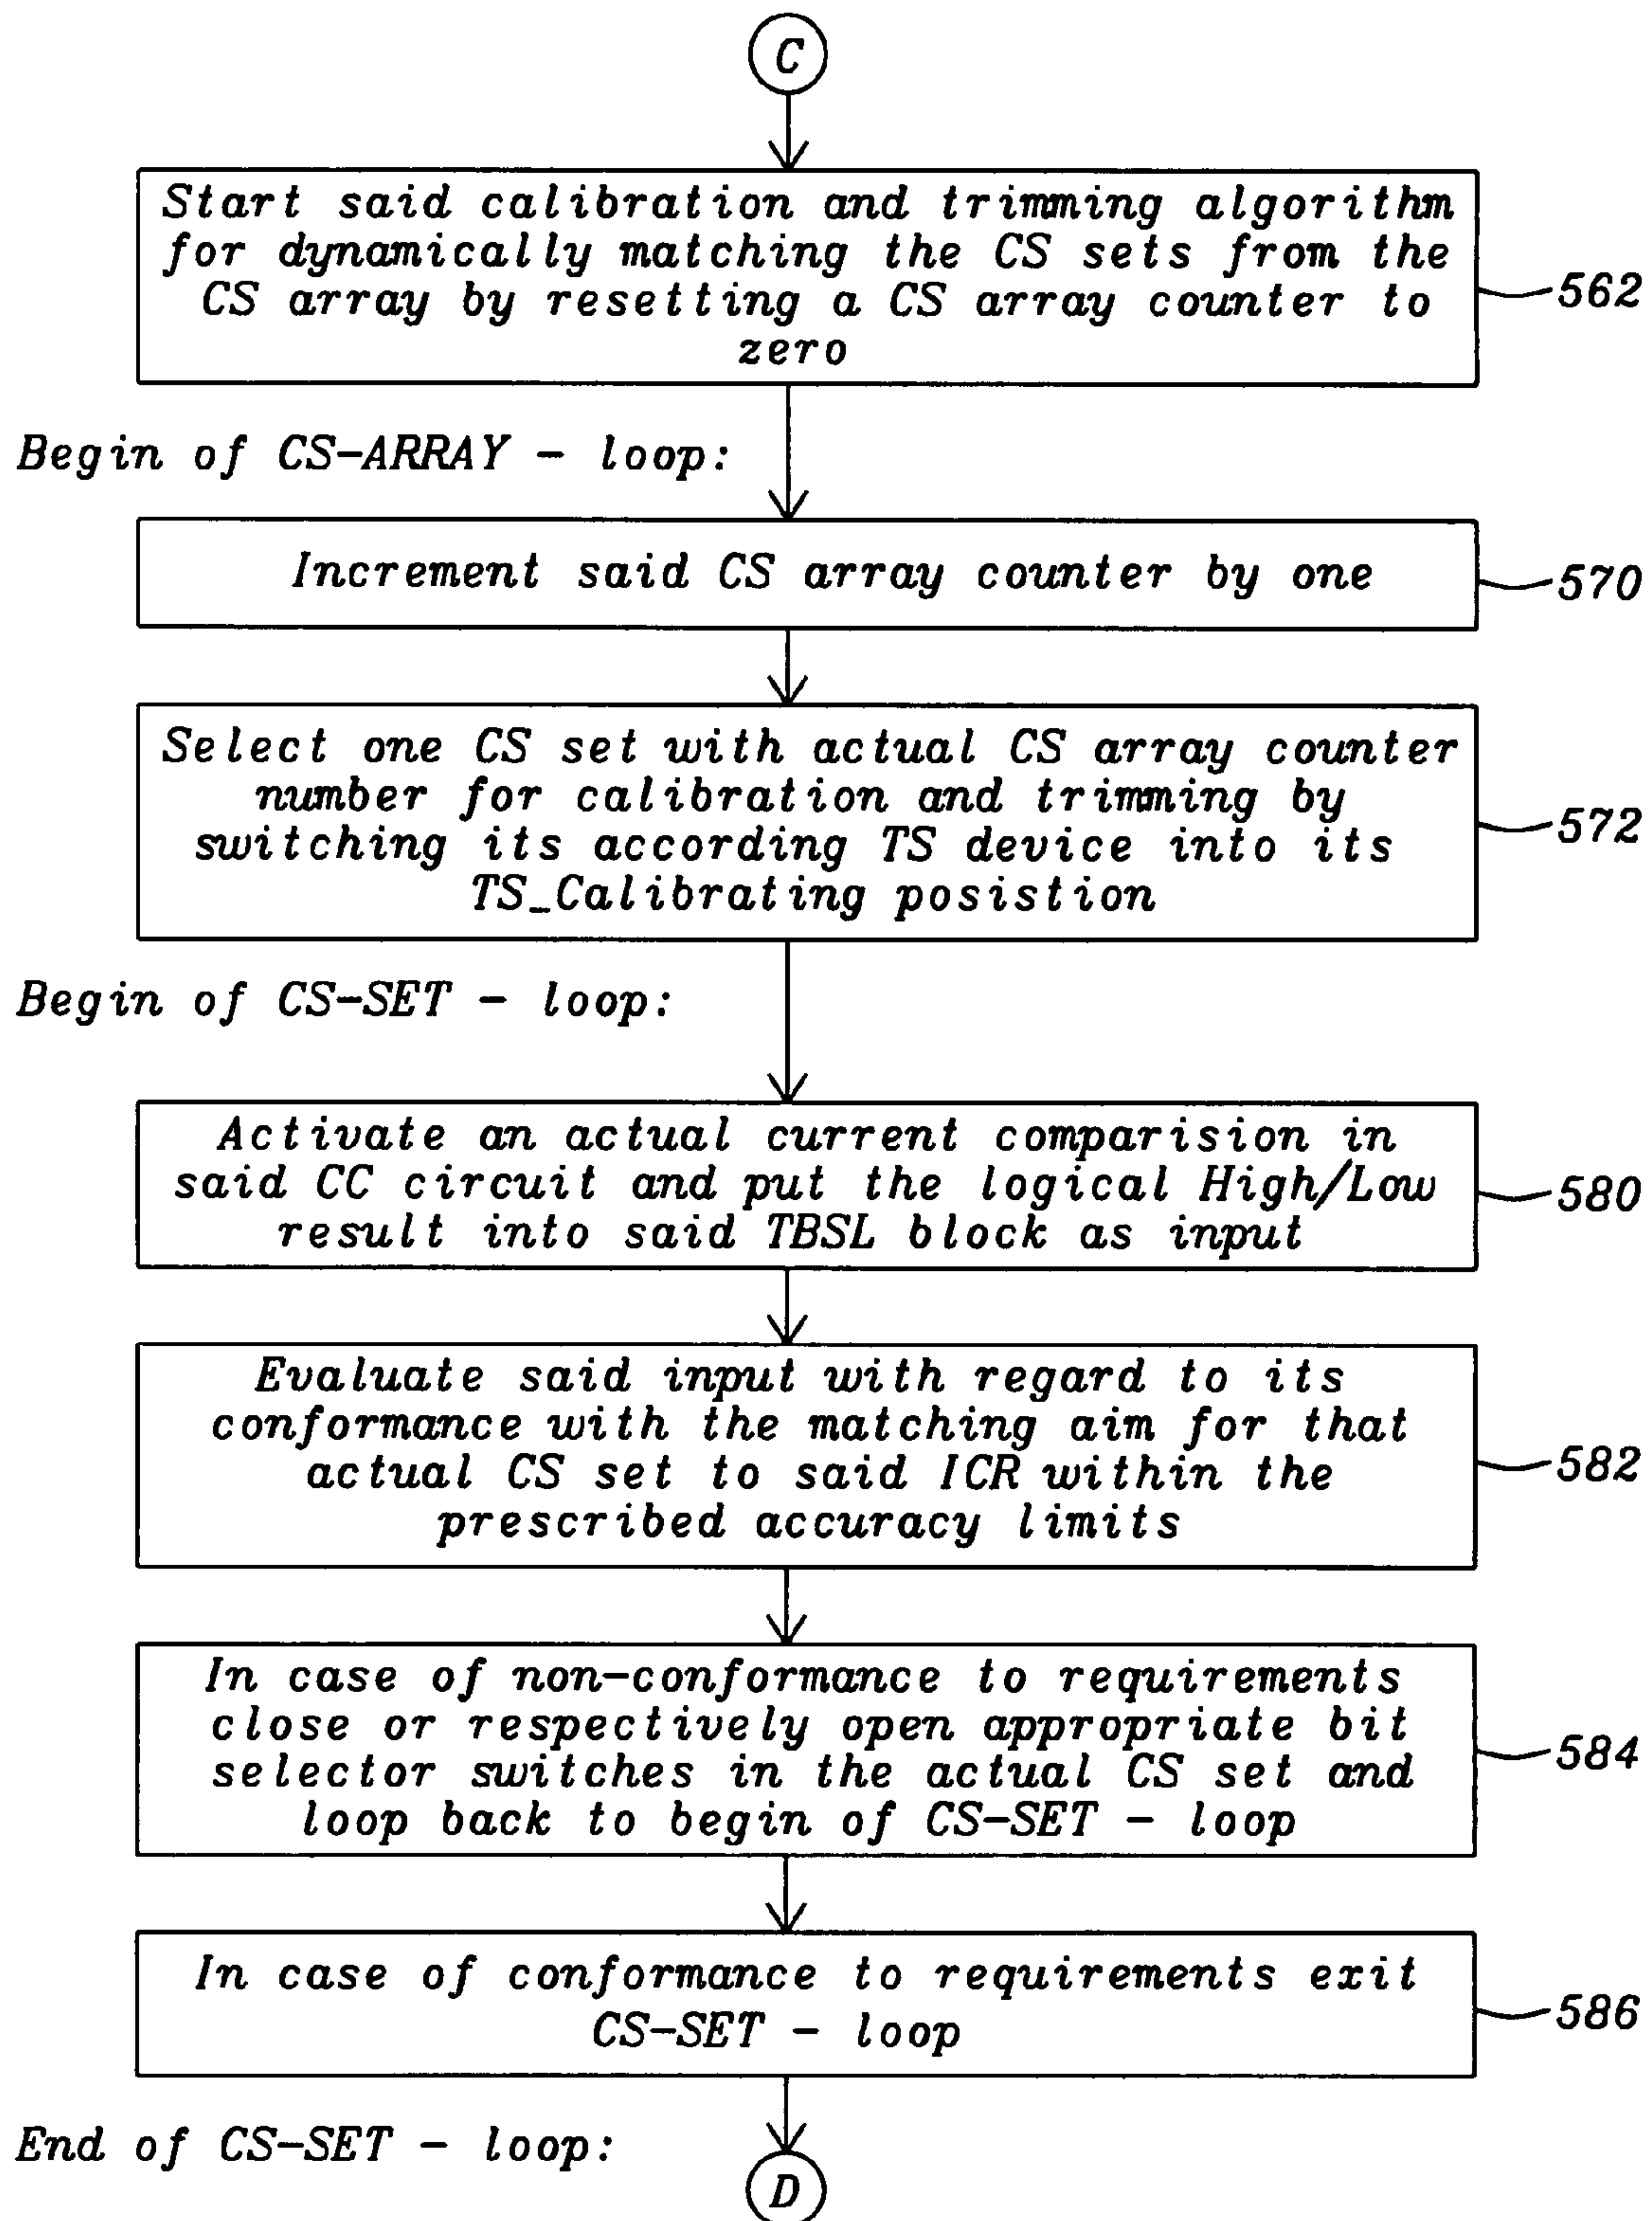 C
Start said calibration and trimming algorithm
for dynamically matching the CS sets from the
CS array by resetting a CS array counter to
zero
562
Begin of CS-ARRAY - loop:
Increment said CS array counter by one
570
Select one CS set with actual CS array counter
number for calibration and trimming by
switching its according TS device into its
TS_Calibrating posistion
572
Begin of CS-SET - loop:
Activate an actual current comparision in
said CC circuit and put the logical High/Low
result into said TBSL block as input
580
Evaluate said input with regard to its
conformance with the matching aim for that
actual CS set to said ICR within the
prescribed accuracy limits
582
In case of non-conformance to requirements
close or respectively open appropriate bit
selector switches in the actual CS set and
loop back to begin of CS-SET - loop
584
In case of conformance to requirements exit
CS-SET - loop
586
End of CS-SET - loop:
D